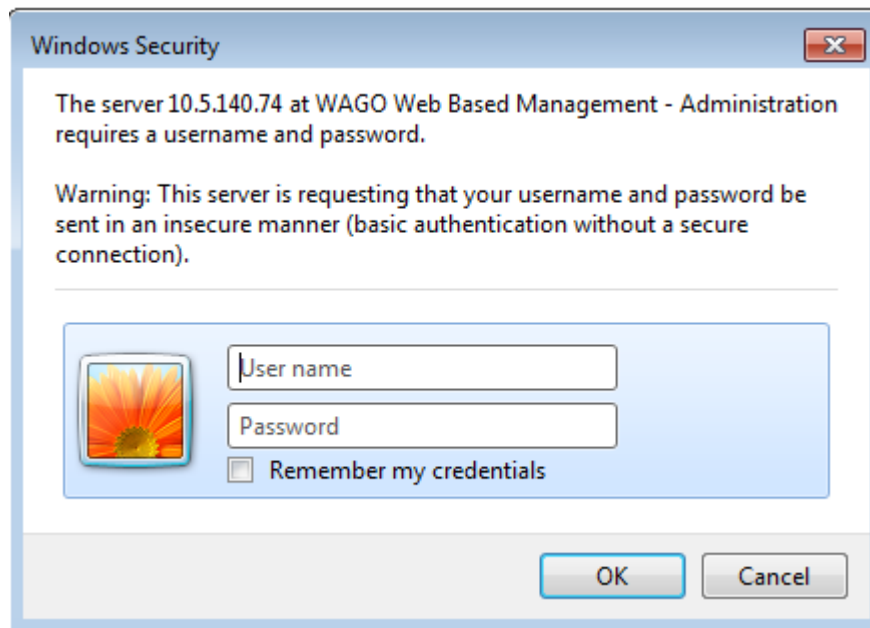 Windows Security
The server 10.5.140.74 at WAGO Web Based Management - Administration
requires a username and password.
Warning: This server is requesting that your username and password be
sent in an insecure manner (basic authentication without a secure
connection).
User name
Password
Remember my credentials
OK Cancel